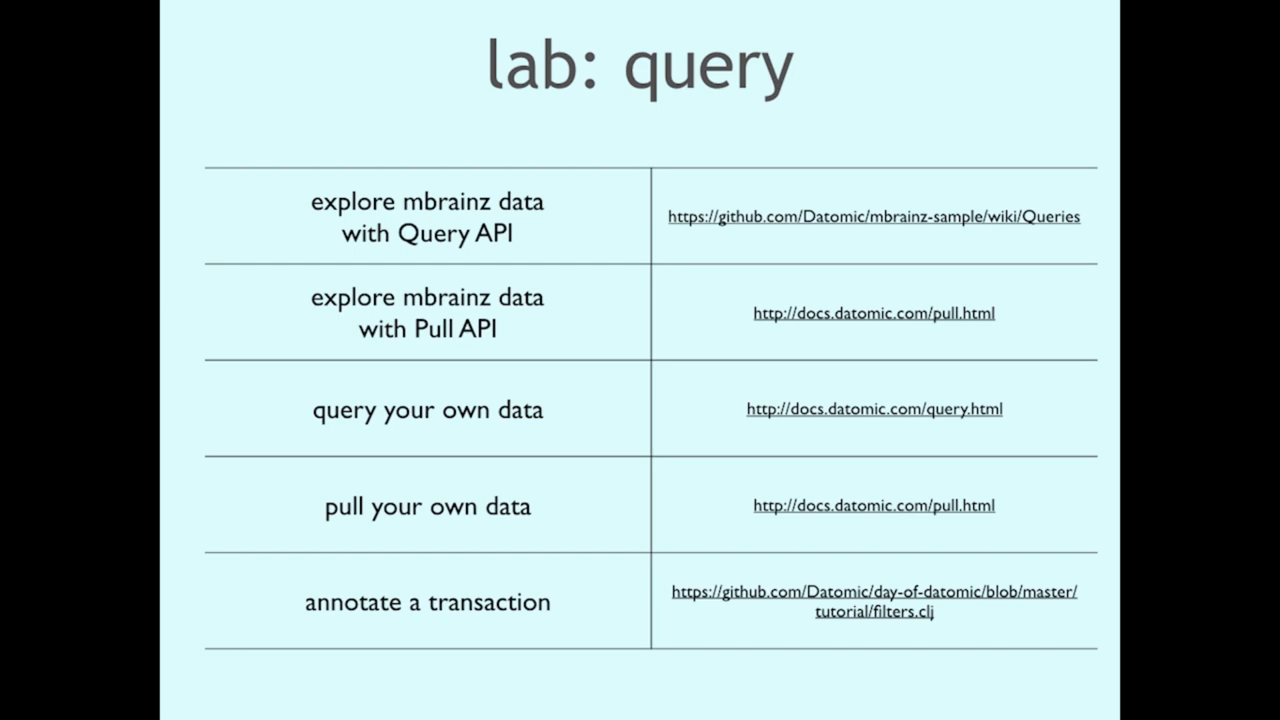 lab: query
explore mbrainz data
with Query API
https://github.com/Datomic/mbrainz-sample/wiki/Queries
explore mbrainz data
with Pull API
http://docs.datomic.com/pull.html
query your own data
http://docs.datomic.com/query.html
pull your own data
http://docs.datomic.com/pull.html
annotate a transaction
https://github.com/Datomic/day-of-datomic/blob/master/
tutorial/filters.clj